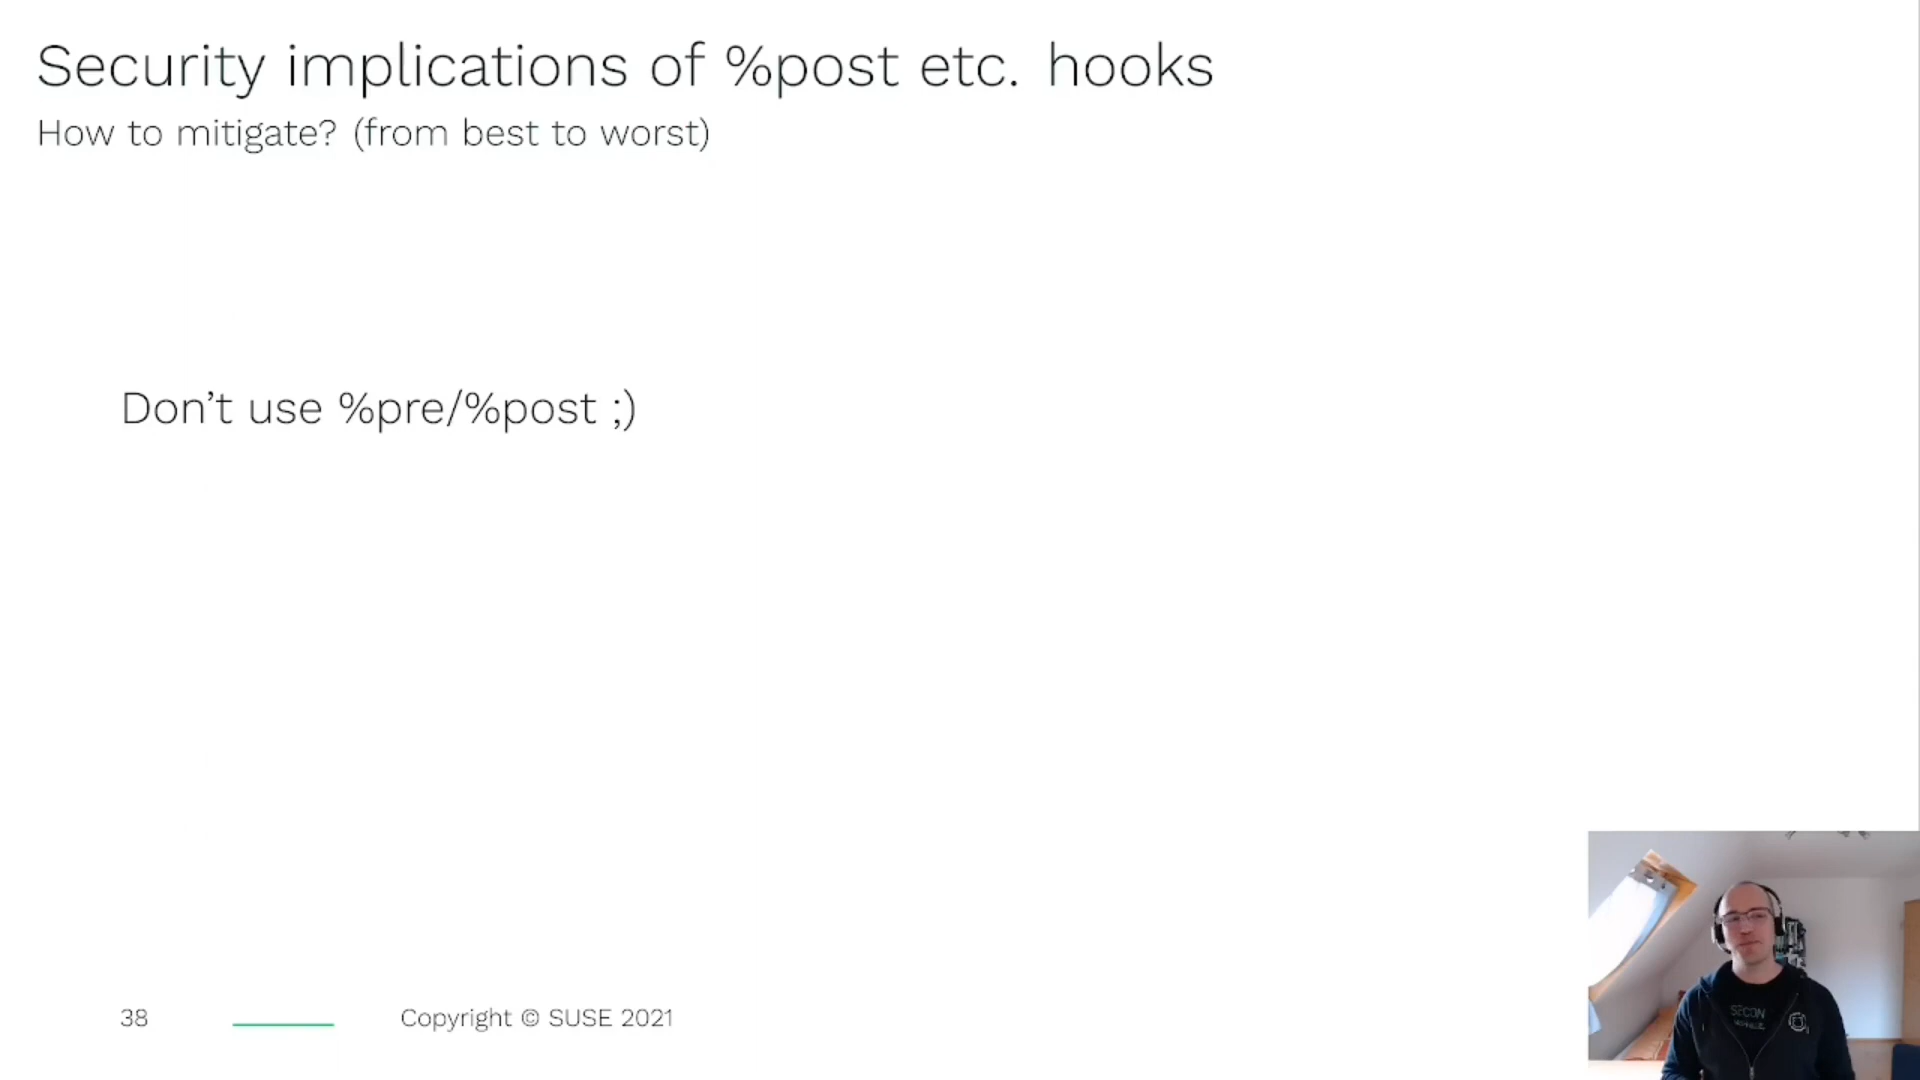 Security implications of %post etc. hooks
How to mitigate? (from best to worst)
Don’t use %pre/%post ;)
38
Copyright © SUSE 2021
SECON